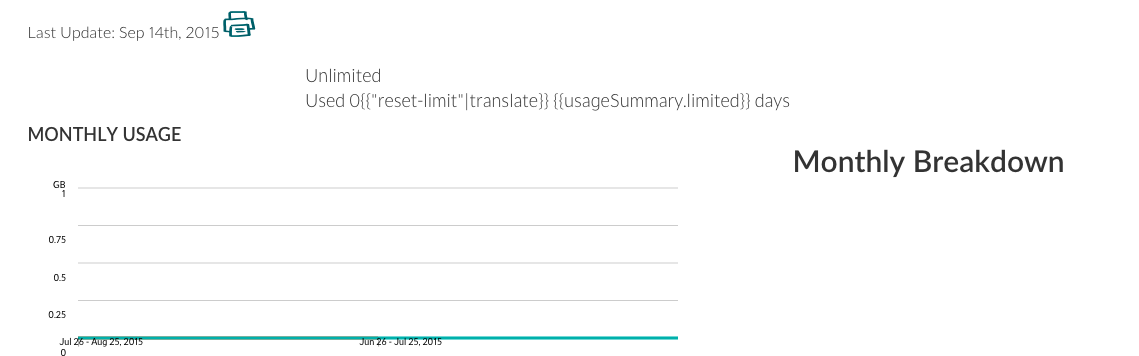 Last Update: Sep 14th, 2015
Unlimited
Used 0{{"reset-limit"|translate}} {{usageSummary.limited}} days
MONTHLY USAGE
Monthly Breakdown
GB
1
0.75
0.5
0.25
Jul 26 - Aug 25, 2015 Jun 26 - Jul 25, 2015
0